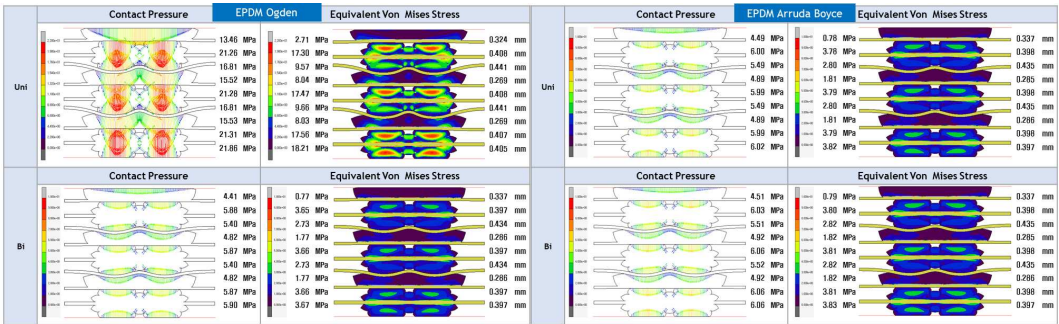 EPDM Ogden
Contact Pressure
Equivalent Von Mises Stress
Uni
13.46 MPa
21.26 MPa
16.81 MPa
15.52 MPa
21.28 MPa
16.81 MPa
15.53 MPa
21.31 MPa
21.86 MPa
2.71 MPa
17.30 MPa
9.57 MPa
8.04 MPa
17.47 MPa
9.66 MPa
8.03 MPa
17.56 MPa
18.21 MPa
0.324 mm
0.408 mm
0.441 mm
0.269 mm
0.408 mm
0.441 mm
0.269 mm
0.407 mm
0.405 mm
Contact Pressure
Equivalent Von Mises Stress
Bi
4.41 MPa
5.88 MPa
5.40 MPa
4.82 MPa
5.87 MPa
5.40 MPa
4.82 MPa
5.87 MPa
5.90 MPa
0.77 MPa
3.65 MPa
2.73 MPa
1.77 MPa
3.66 MPa
2.73 MPa
1.77 MPa
3.66 MPa
3.67 MPa
0.337 mm
0.397 mm
0.434 mm
0.286 mm
0.397 mm
0.434 mm
0.286 mm
0.397 mm
0.397 mm
EPDM Arruda Boyce
Contact Pressure
Equivalent Von Mises Stress
Uni
4.49 MPa
6.00 MPa
5.49 MPa
4.89 MPa
5.99 MPa
5.49 MPa
4.89 MPa
5.99 MPa
6.02 MPa
0.78 MPa
3.78 MPa
2.80 MPa
1.81 MPa
3.79 MPa
2.80 MPa
1.81 MPa
3.79 MPa
3.82 MPa
0.337 mm
0.398 mm
0.435 mm
0.285 mm
0.398 mm
0.435 mm
0.286 mm
0.398 mm
0.397 mm
Contact Pressure
Equivalent Von Mises Stress
Bi
4.51 MPa
6.03 MPa
5.51 MPa
4.92 MPa
6.06 MPa
5.52 MPa
4.92 MPa
6.06 MPa
6.06 MPa
0.79 MPa
3.80 MPa
2.82 MPa
1.82 MPa
3.81 MPa
2.82 MPa
1.82 MPa
3.81 MPa
3.83 MPa
0.337 mm
0.398 mm
0.435 mm
0.286 mm
0.398 mm
0.435 mm
0.286 mm
0.398 mm
0.397 mm